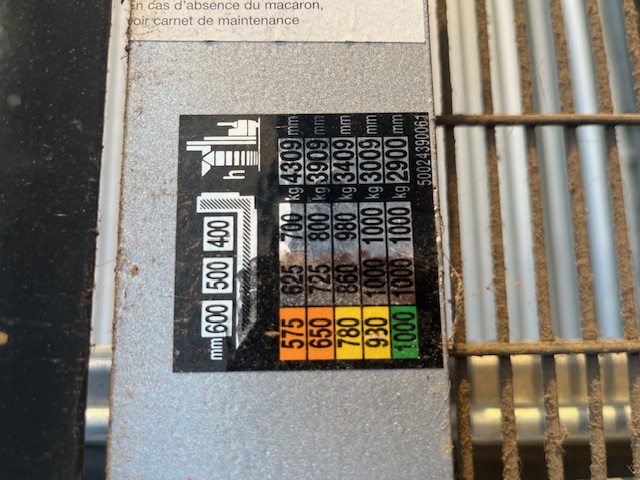 En cas d'absence du macaron,
voir carnet de maintenance
mm 600 500 400 h
575 625 700 kg 4309 mm
650 725 800 kg 3909 mm
780 860 980 kg 3409 mm
930 1000 1000 kg 3009 mm
1000 1000 1000 kg 2900 mm
50024390061